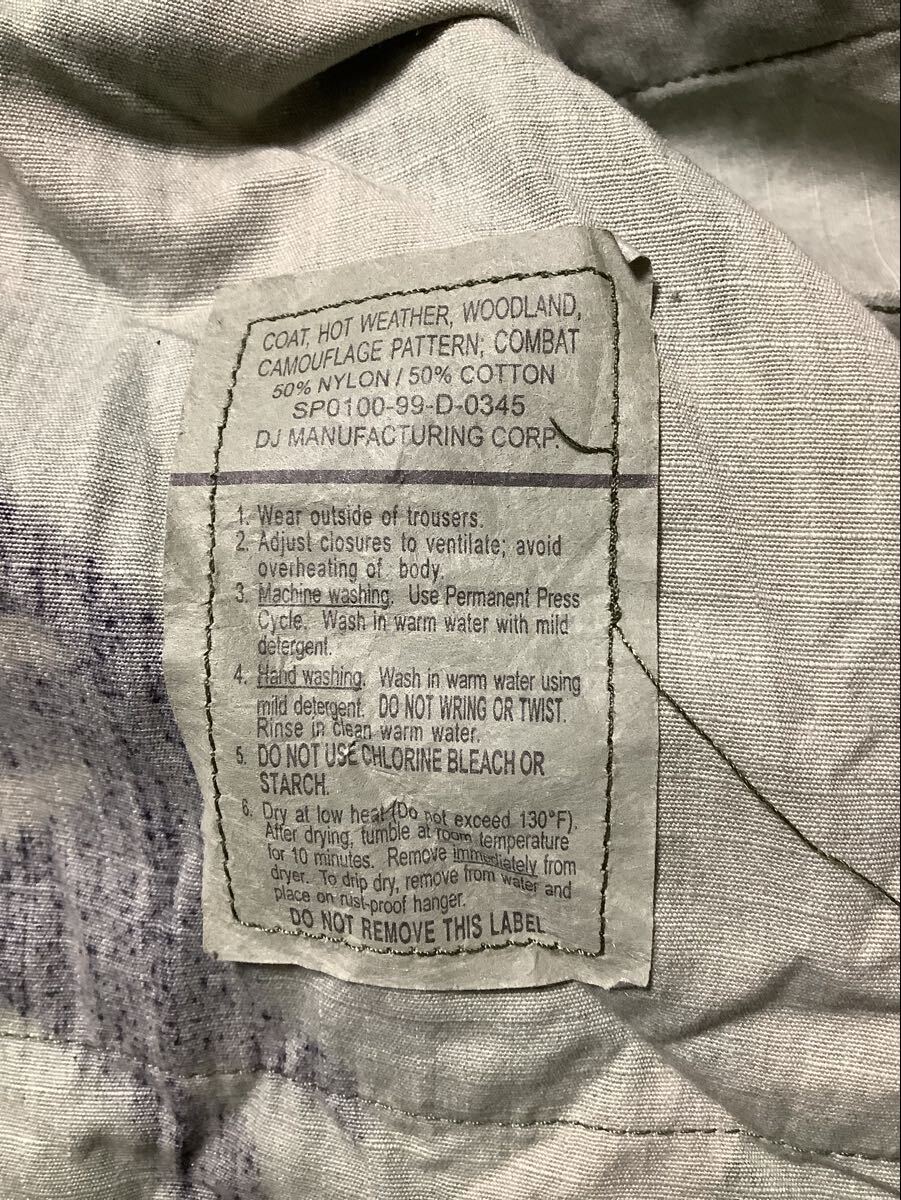 COAT, HOT WEATHER, WOODLAND,
CAMOUFLAGE PATTERN, COMBAT
50% NYLON / 50% COTTON
SP0100-99-D-0345
DJ MANUFACTURING CORP.
1. Wear outside of trousers.
2. Adjust closures to ventilate; avoid
overheating of body.
3. Machine washing. Use Permanent Press
Cycle. Wash in warm water with mild
detergent.
4. Hand washing. Wash in warm water using
mild detergent. DO NOT WRING OR TWIST.
Rinse in clean warm water.
5. DO NOT USE CHLORINE BLEACH OR
STARCH.
6. Dry at low heat (Do not exceed 130°F).
After drying, tumble at room temperature
for 10 minutes. Remove immediately from
dryer. To drip dry, remove from water and
place on rust-proof hanger.
DO NOT REMOVE THIS LABEL